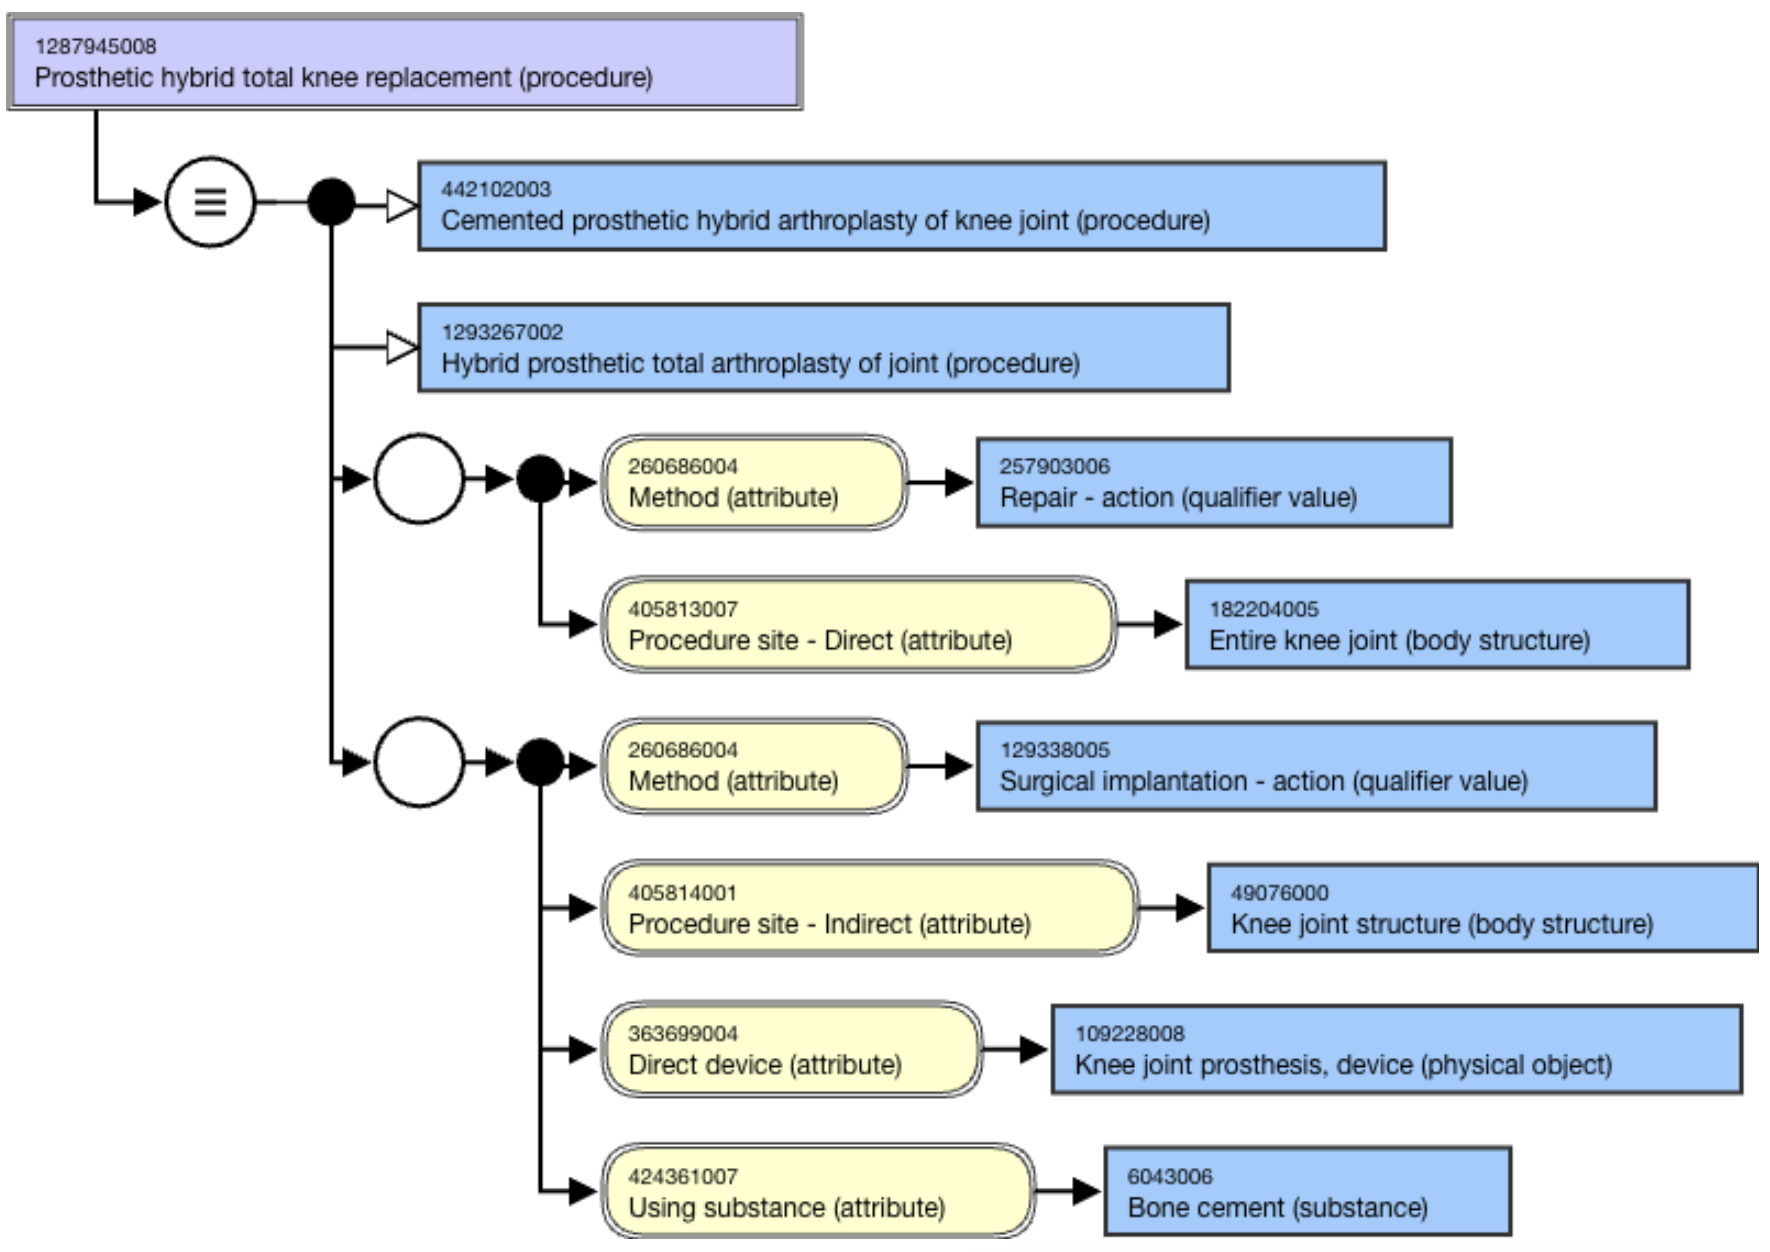 1287945008
Prosthetic hybrid total knee replacement (procedure)
442102003
Cemented prosthetic hybrid arthroplasty of knee joint (procedure)
1293267002
Hybrid prosthetic total arthroplasty of joint (procedure)
260686004
Method (attribute)
257903006
Repair - action (qualifier value)
405813007
Procedure site - Direct (attribute)
182204005
Entire knee joint (body structure)
260686004
Method (attribute)
129338005
Surgical implantation - action (qualifier value)
405814001
Procedure site - Indirect (attribute)
49076000
Knee joint structure (body structure)
363699004
Direct device (attribute)
109228008
Knee joint prosthesis, device (physical object)
424361007
Using substance (attribute)
6043006
Bone cement (substance)